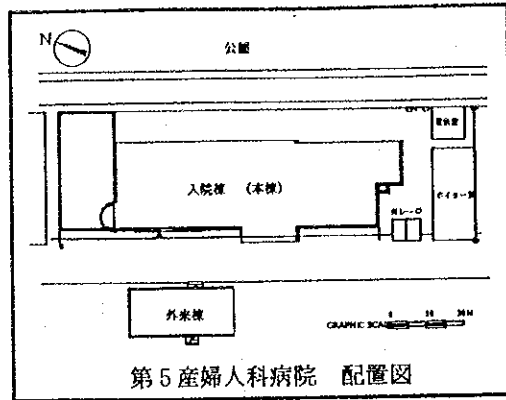 N
公園
入院棟 (本棟)
ボイラー室
ガレージ
外来棟
GRAPHIC SCALE 0 10 20M
第5産婦人科病院 配置図